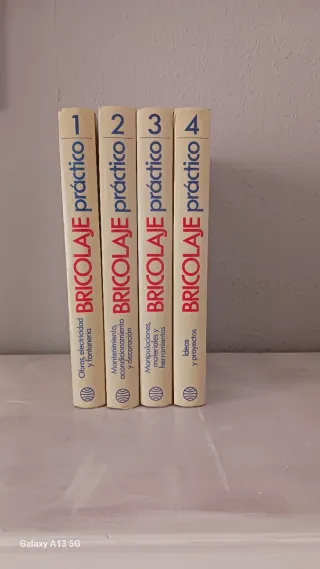 1
BRICOLAJE práctico
Obras, electricidad
y fontanería
2
BRICOLAJE práctico
Mantenimiento,
acondicionamiento
y decoración
3
BRICOLAJE práctico
Manipulaciones,
materiales y
herramientas
4
BRICOLAJE práctico
Ideas
y proyectos
Galaxy A13 5G